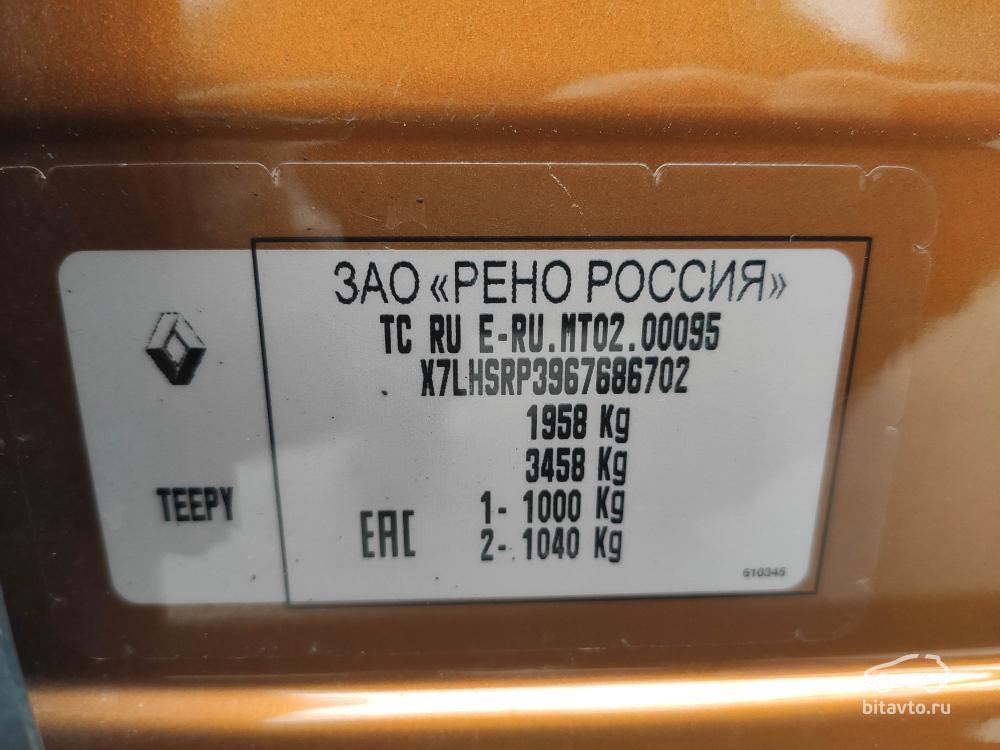 ЗАО «РЕНО РОССИЯ»
TC RU E-RU.MT02.00095
X7LHSRP3967686702
1958 Kg
3458 Kg
1- 1000 Kg
2- 1040 Kg
TEEPY
EAC
610345
bitavto.ru